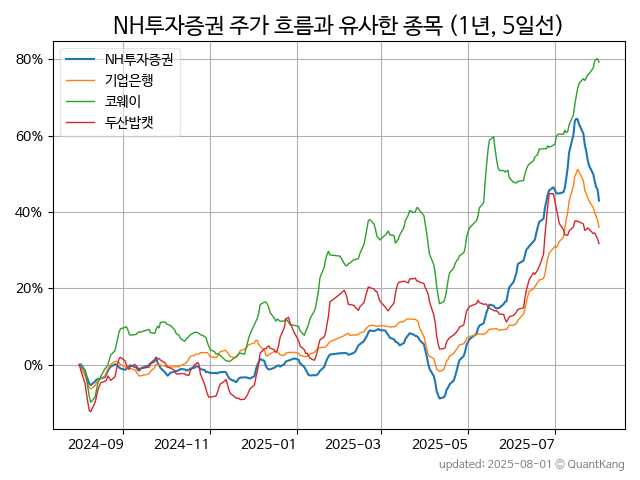 NH투자증권 주가 흐름과 유사한 종목 (1년, 5일선)
80%
60%
40%
20%
0%
NH투자증권
기업은행
코웨이
두산밥캣
2024-09
2024-11
2025-01
2025-03
2025-05
2025-07
updated: 2025-08-01 © QuantKang